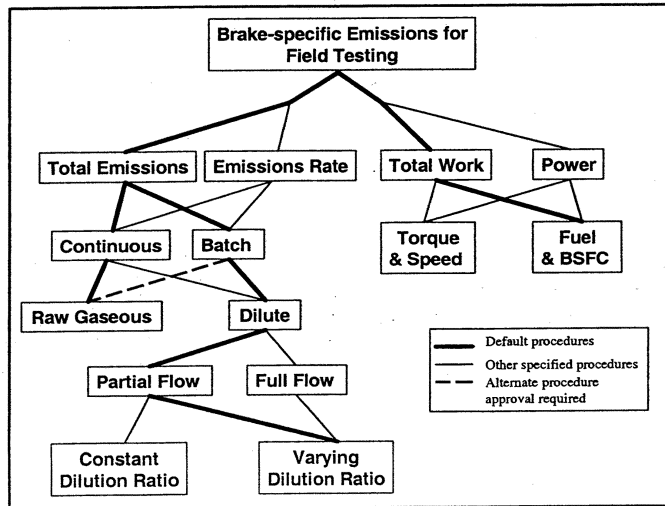 Brake-specific Emissions for
Field Testing
Total Emissions
Emissions Rate
Total Work
Power
Continuous
Batch
Torque
& Speed
Fuel
& BSFC
Raw Gaseous
Dilute
Default procedures
Other specified procedures
Alternate procedure
approval required
Partial Flow
Full Flow
Constant
Dilution Ratio
Varying
Dilution Ratio